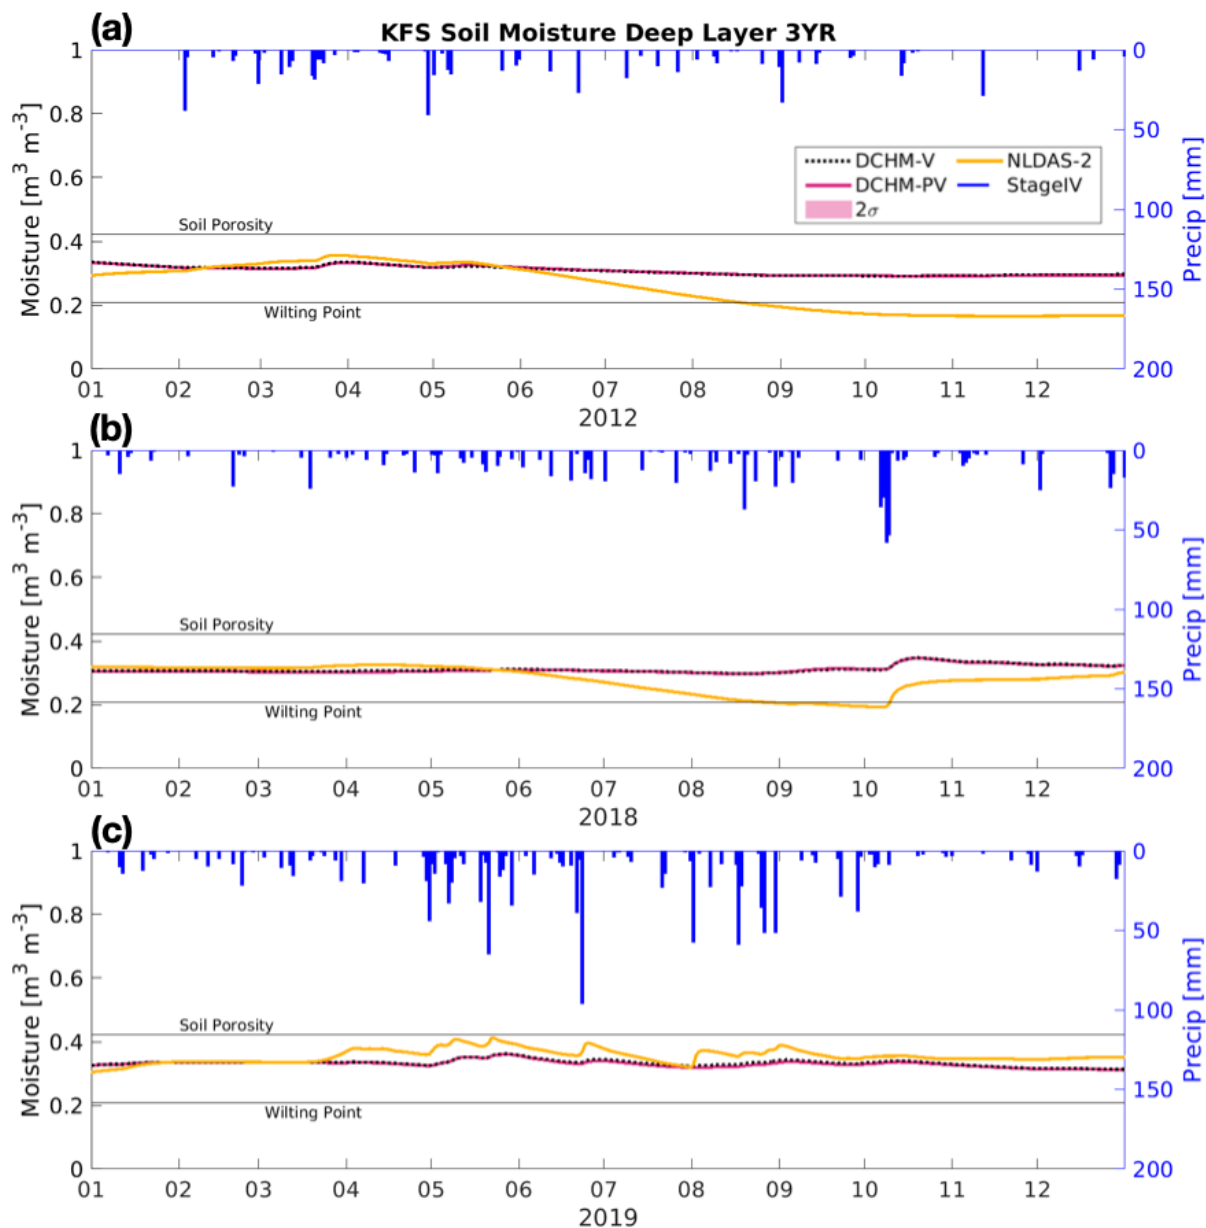 (a)
KFS Soil Moisture Deep Layer 3YR
1
0.8
0.6
0.4
0.2
0
Moisture [m³ m⁻³]
0
50
100
150
200
Precip [mm]
DCHM-V
NLDAS-2
DCHM-PV
StageIV
2σ
Soil Porosity
Wilting Point
01 02 03 04 05 06 07 08 09 10 11 12
2012
(b)
1
0.8
0.6
0.4
0.2
0
Moisture [m³ m⁻³]
0
50
100
150
200
Precip [mm]
Soil Porosity
Wilting Point
01 02 03 04 05 06 07 08 09 10 11 12
2018
(c)
1
0.8
0.6
0.4
0.2
0
Moisture [m³ m⁻³]
0
50
100
150
200
Precip [mm]
Soil Porosity
Wilting Point
01 02 03 04 05 06 07 08 09 10 11 12
2019